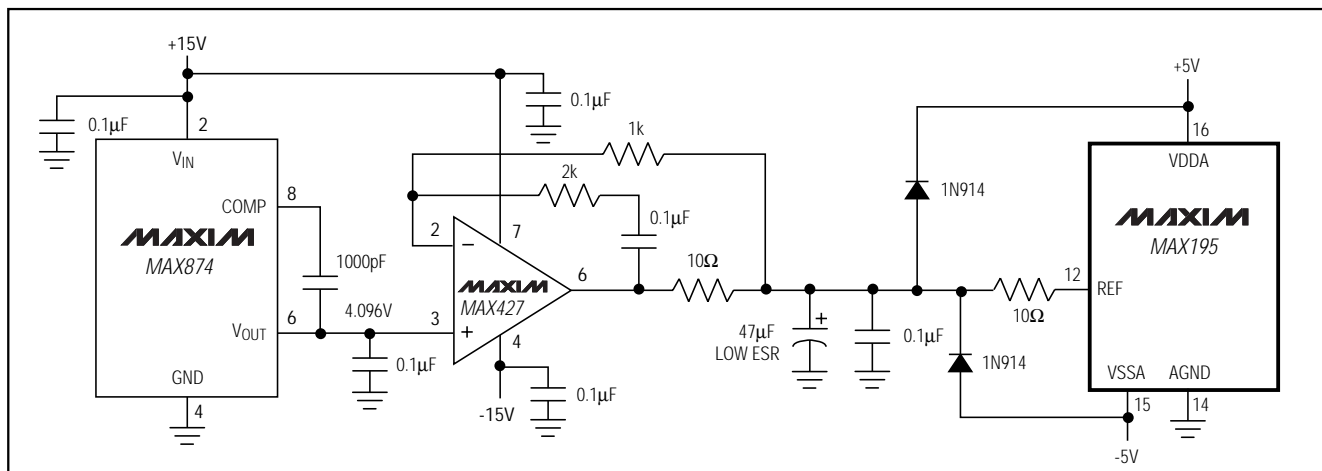 +15V
0.1µF
2
VIN
COMP
8
MAXIM
MAX874
1000pF
VOUT
6
4.096V
GND
4
0.1µF
0.1µF
1k
2k
0.1µF
2
−
7
MAXIM
MAX427
6
3
+
4
-15V
0.1µF
10Ω
+
47µF
LOW ESR
0.1µF
1N914
1N914
10Ω
+5V
16
VDDA
MAXIM
MAX195
12
REF
VSSA
AGND
15
14
-5V